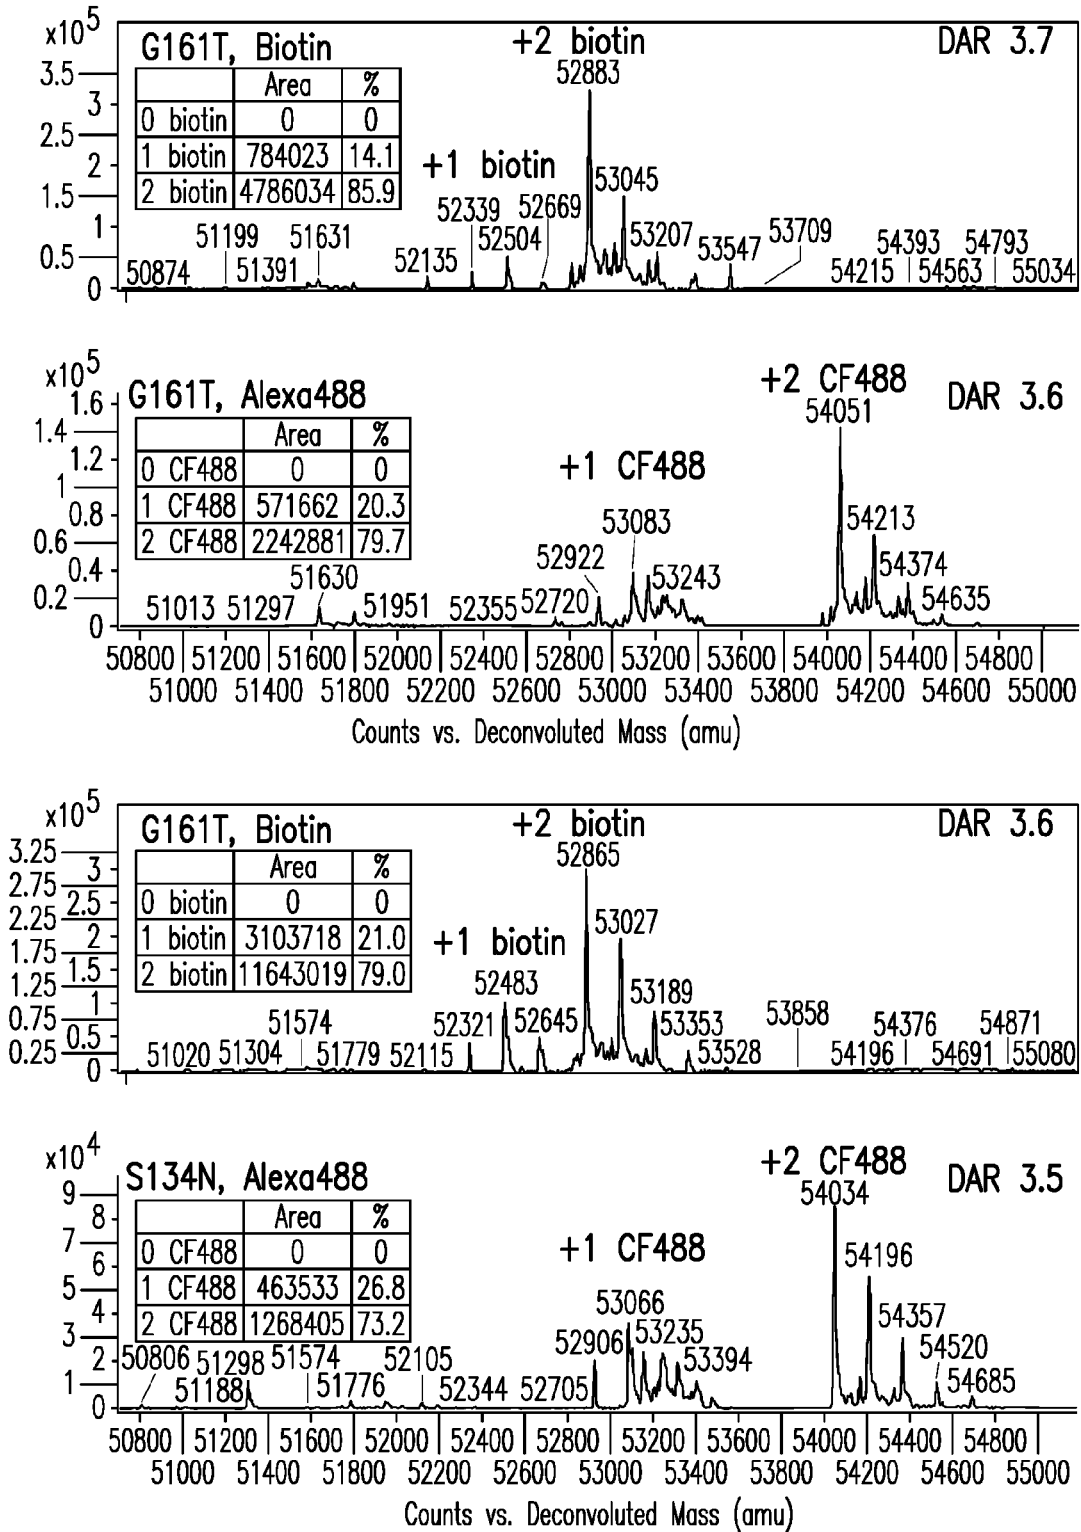 x10^5
G161T, Biotin
+2 biotin
DAR 3.7
52883
Area %
0 biotin 0 0
1 biotin 784023 14.1
2 biotin 4786034 85.9
+1 biotin
3.5
3
2.5
2
1.5
1
0.5
0
50874 51199 51391 51631 52135 52339 52504 52669 53045 53207 53547 53709 54215 54393 54563 54793 55034
x10^5
G161T, Alexa488
+2 CF488
DAR 3.6
54051
Area %
0 CF488 0 0
1 CF488 571662 20.3
2 CF488 2242881 79.7
+1 CF488
1.6
1.4
1.2
1
0.8
0.6
0.4
0.2
0
51013 51297 51630 51951 52355 52720 52922 53083 53243 54213 54374 54635
50800 51200 51600 52000 52400 52800 53200 53600 54000 54400 54800
51000 51400 51800 52200 52600 53000 53400 53800 54200 54600 55000
Counts vs. Deconvoluted Mass (amu)
x10^5
G161T, Biotin
+2 biotin
DAR 3.6
52865
Area %
0 biotin 0 0
1 biotin 3103718 21.0
2 biotin 11643019 79.0
+1 biotin
3.25
3
2.75
2.5
2.25
2
1.75
1.5
1.25
1
0.75
0.5
0.25
0
51020 51304 51574 51779 52115 52321 52483 52645 53027 53189 53353 53528 53858 54196 54376 54691 54871 55080
x10^4
S134N, Alexa488
+2 CF488
DAR 3.5
54034
Area %
0 CF488 0 0
1 CF488 463533 26.8
2 CF488 1268405 73.2
+1 CF488
9
8
7
6
5
4
3
2
1
0
50806 51188 51298 51574 51776 52105 52344 52705 52906 53066 53235 53394 54196 54357 54520 54685
50800 51200 51600 52000 52400 52800 53200 53600 54000 54400 54800
51000 51400 51800 52200 52600 53000 53400 53800 54200 54600 55000
Counts vs. Deconvoluted Mass (amu)